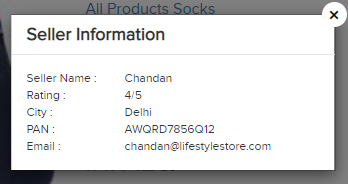 All Products Socks
Seller Information
Seller Name : Chandan
Rating : 4/5
City : Delhi
PAN : AWQRD7856Q12
Email : chandan@lifestylestore.com